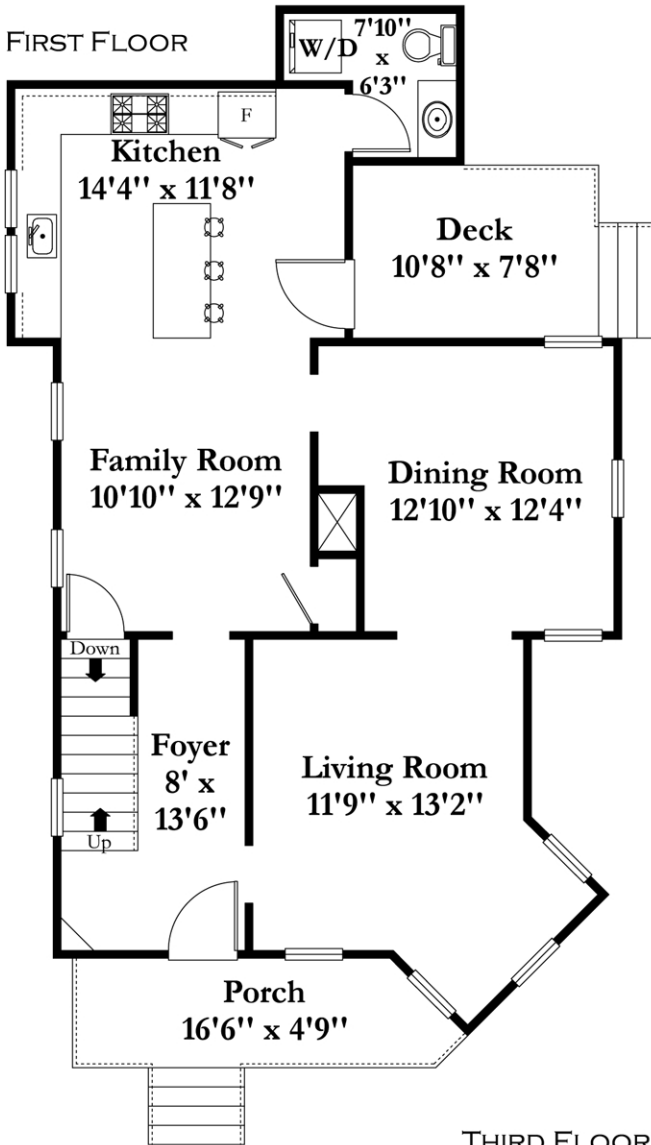 FIRST FLOOR
W/D
7'10''
x
6'3''
F
Kitchen
14'4'' x 11'8''
Deck
10'8'' x 7'8''
Family Room
10'10'' x 12'9''
Dining Room
12'10'' x 12'4''
Down
Foyer
8' x
13'6''
Living Room
11'9'' x 13'2''
Up
Porch
16'6'' x 4'9''
THIRD FLOOR